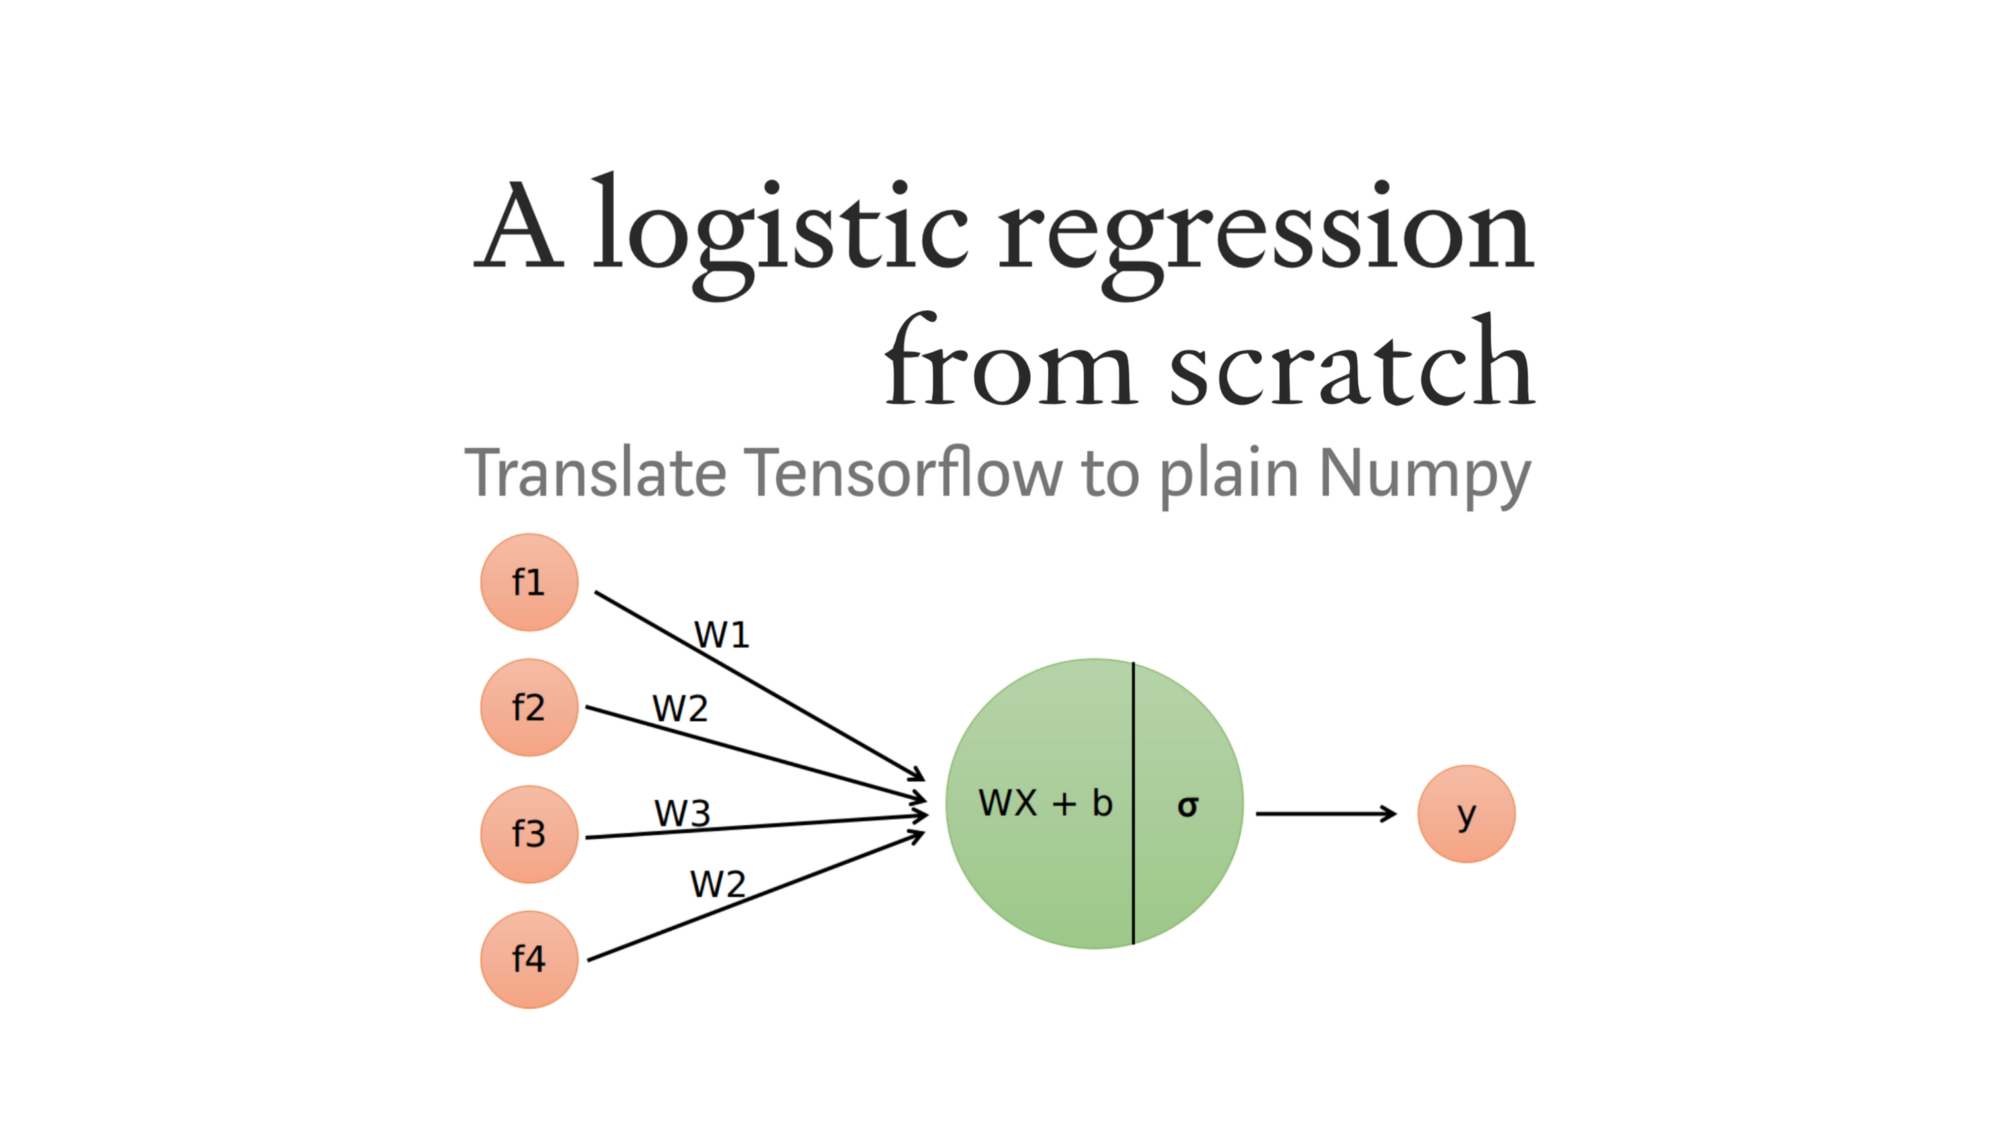 A logistic regression
from scratch
Translate Tensorflow to plain Numpy
f1
W1
f2
W2
f3
W3
W2
f4
WX + b
σ
y